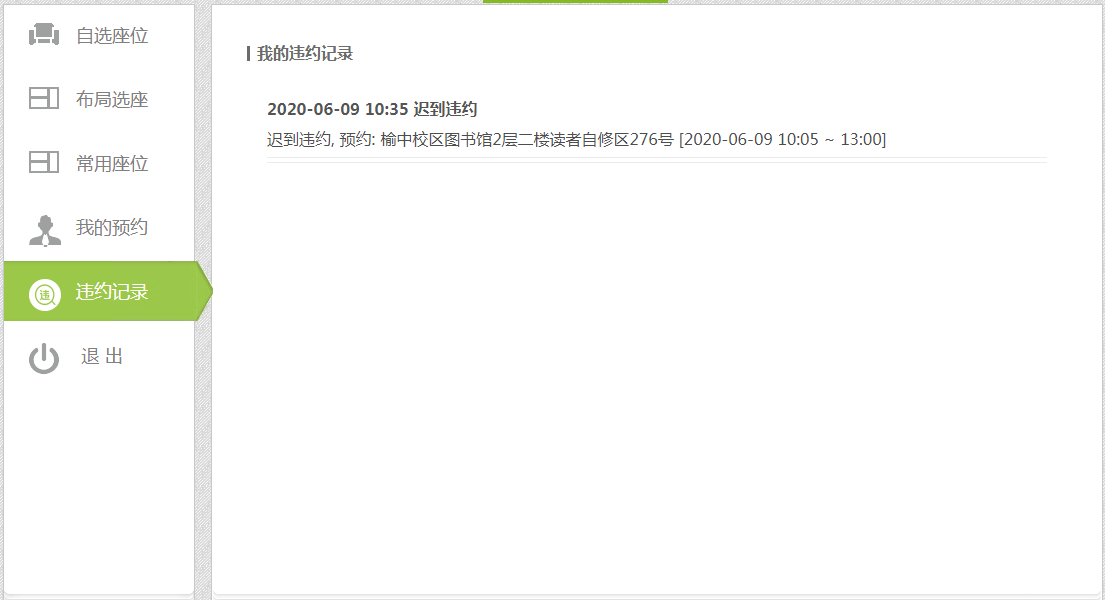 自选座位
布局选座
常用座位
我的预约
违
违约记录
退 出
我的违约记录
2020-06-09 10:35 迟到违约
迟到违约, 预约: 榆中校区图书馆2层二楼读者自修区276号 [2020-06-09 10:05 ~ 13:00]